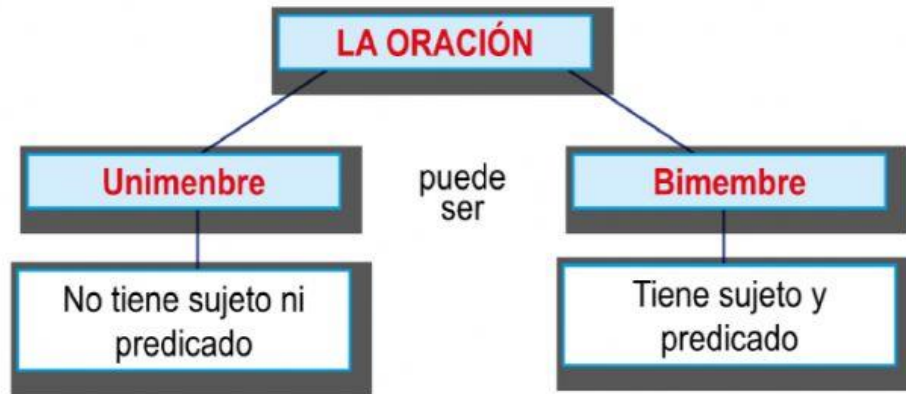 LA ORACIÓN
Unimenbre
puede
ser
Bimembre
No tiene sujeto ni
predicado
Tiene sujeto y
predicado